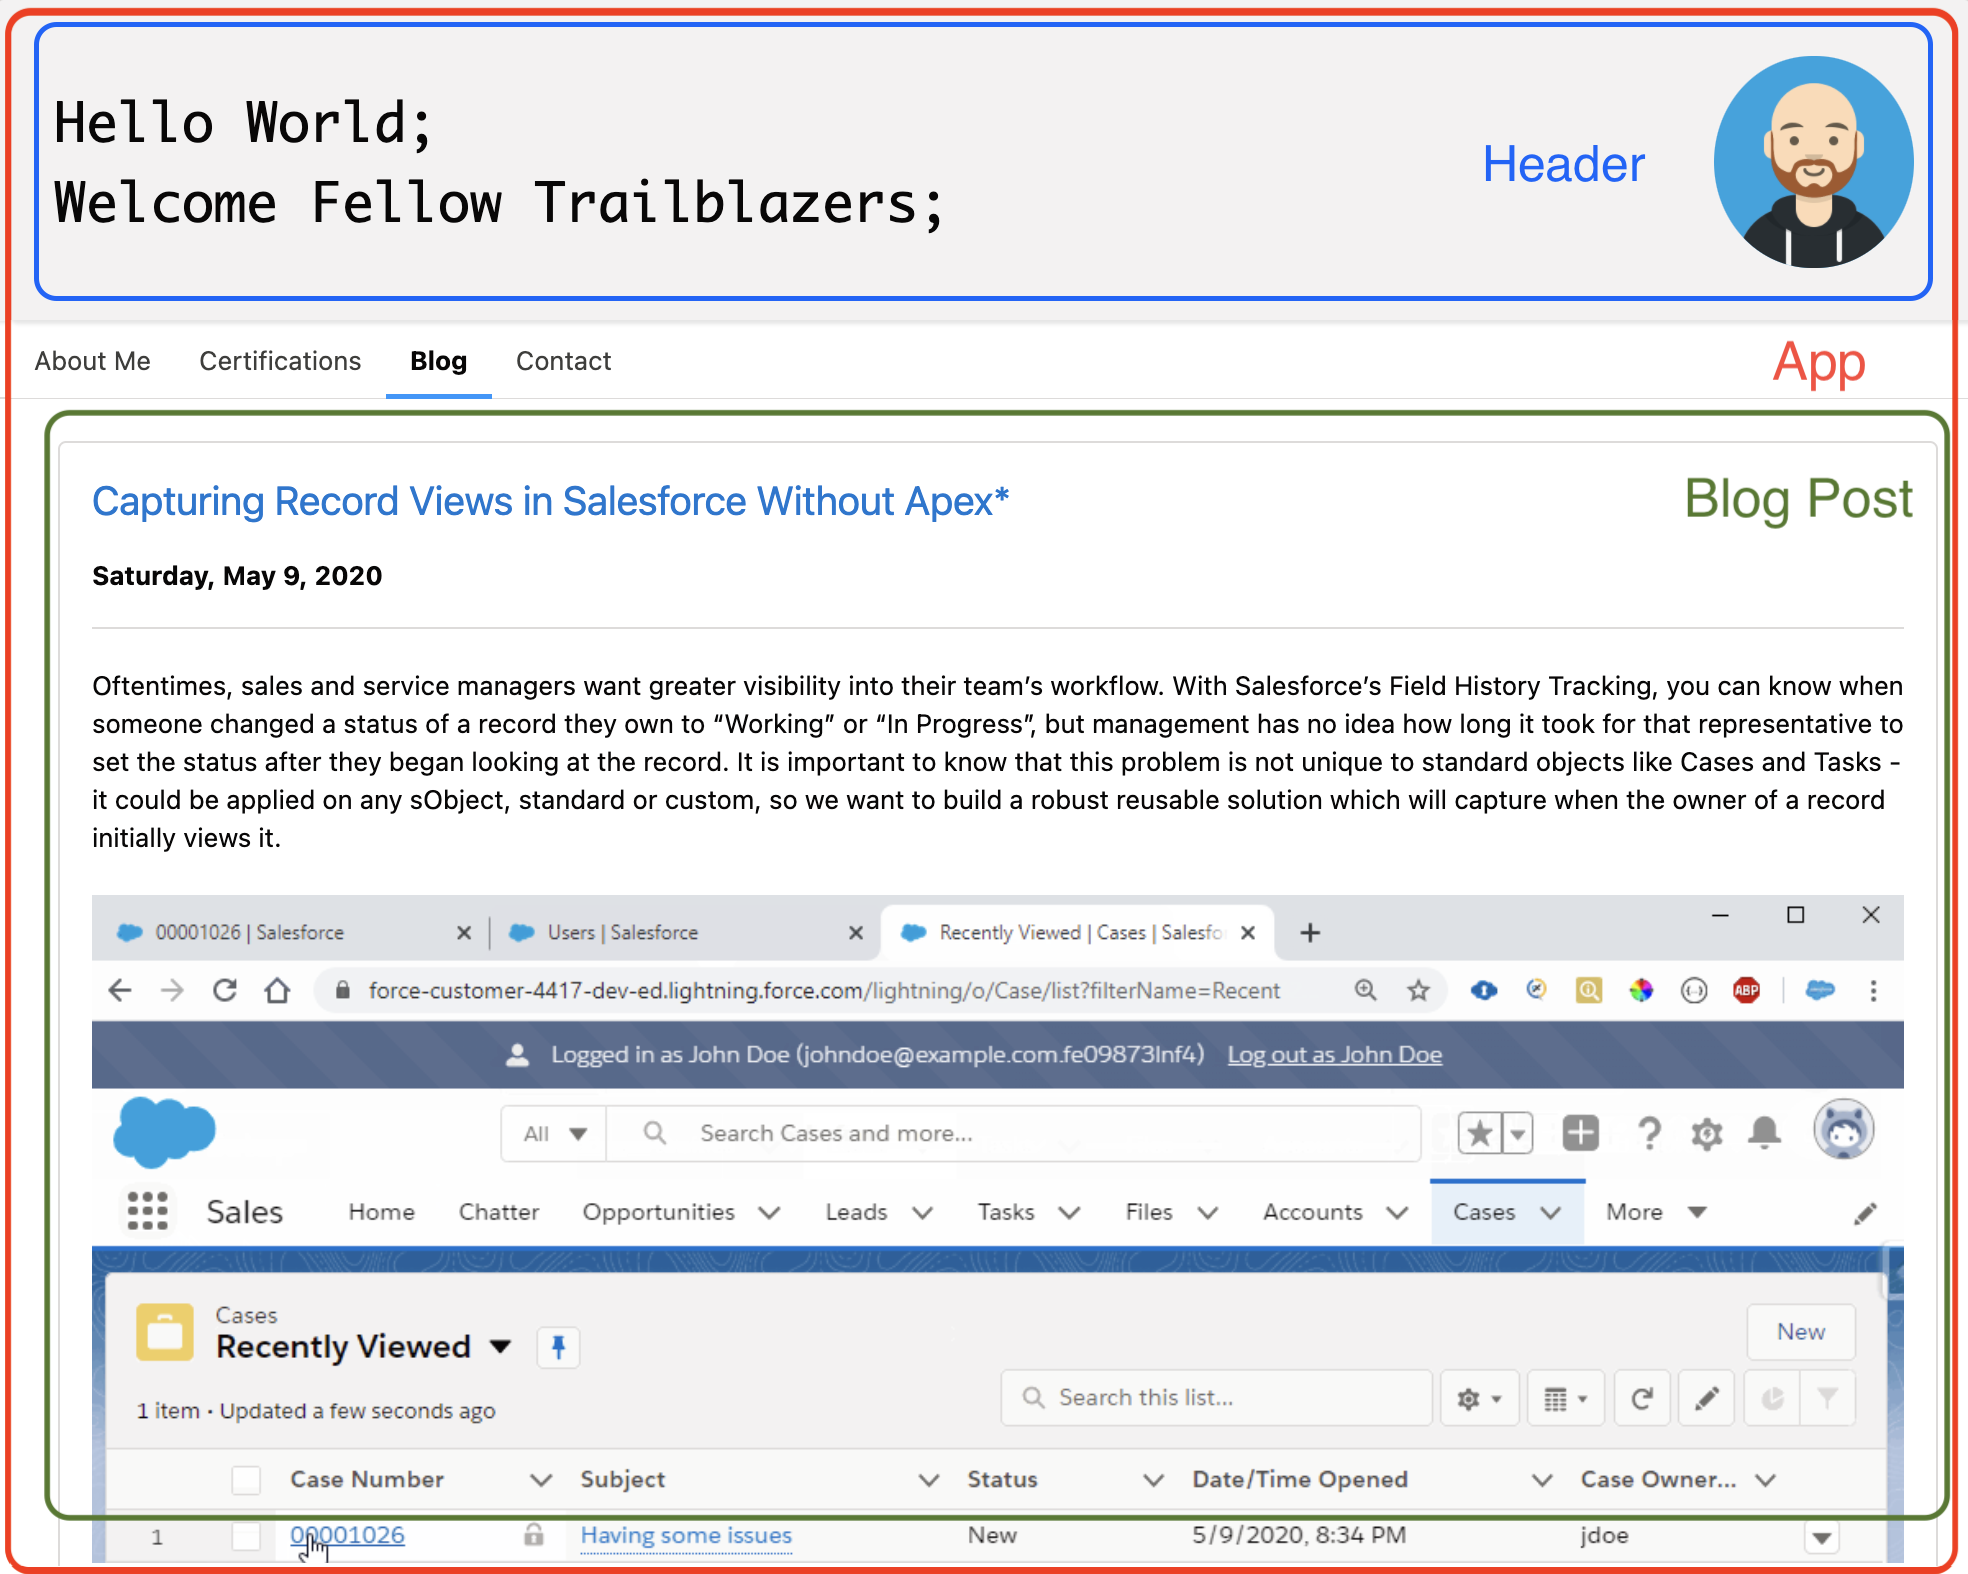 Hello World;
Welcome Fellow Trailblazers;
Header
About Me
Certifications
Blog
Contact
App
Capturing Record Views in Salesforce Without Apex*
Blog Post
Saturday, May 9, 2020
Oftentimes, sales and service managers want greater visibility into their team’s workflow. With Salesforce’s Field History Tracking, you can know when
someone changed a status of a record they own to “Working” or “In Progress”, but management has no idea how long it took for that representative to
set the status after they began looking at the record. It is important to know that this problem is not unique to standard objects like Cases and Tasks -
it could be applied on any sObject, standard or custom, so we want to build a robust reusable solution which will capture when the owner of a record
initially views it.
00001026 | Salesforce
Users | Salesforce
Recently Viewed | Cases | Salesfo
force-customer-4417-dev-ed.lightning.force.com/lightning/o/Case/list?filterName=Recent
ABP
Logged in as John Doe (johndoe@example.com.fe09873lnf4) Log out as John Doe
All
Search Cases and more...
Sales
Home
Chatter
Opportunities
Leads
Tasks
Files
Accounts
Cases
More
Cases
Recently Viewed
New
1 item • Updated a few seconds ago
Search this list...
Case Number
Subject
Status
Date/Time Opened
Case Owner...
1
00001026
Having some issues
New
5/9/2020, 8:34 PM
jdoe